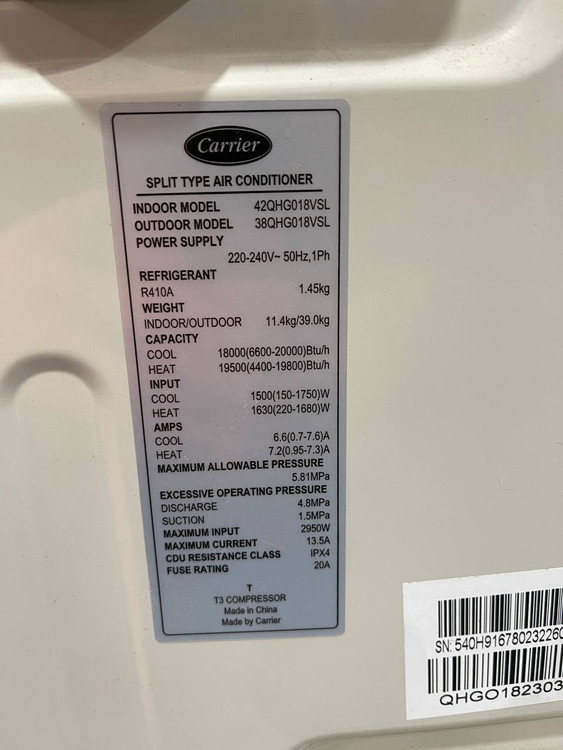 Carrier
SPLIT TYPE AIR CONDITIONER
INDOOR MODEL 42QHG018VSL
OUTDOOR MODEL 38QHG018VSL
POWER SUPPLY
220-240V~ 50Hz,1Ph
REFRIGERANT
R410A 1.45kg
WEIGHT
INDOOR/OUTDOOR 11.4kg/39.0kg
CAPACITY
COOL 18000(6600-20000)Btu/h
HEAT 19500(4400-19800)Btu/h
INPUT
COOL 1500(150-1750)W
HEAT 1630(220-1680)W
AMPS
COOL 6.6(0.7-7.6)A
HEAT 7.2(0.95-7.3)A
MAXIMUM ALLOWABLE PRESSURE
5.81MPa
EXCESSIVE OPERATING PRESSURE
DISCHARGE 4.8MPa
SUCTION 1.5MPa
MAXIMUM INPUT 2950W
MAXIMUM CURRENT 13.5A
CDU RESISTANCE CLASS IPX4
FUSE RATING 20A
T
T3 COMPRESSOR
Made in China
Made by Carrier
SN: 540H91678023226
QHGO182303